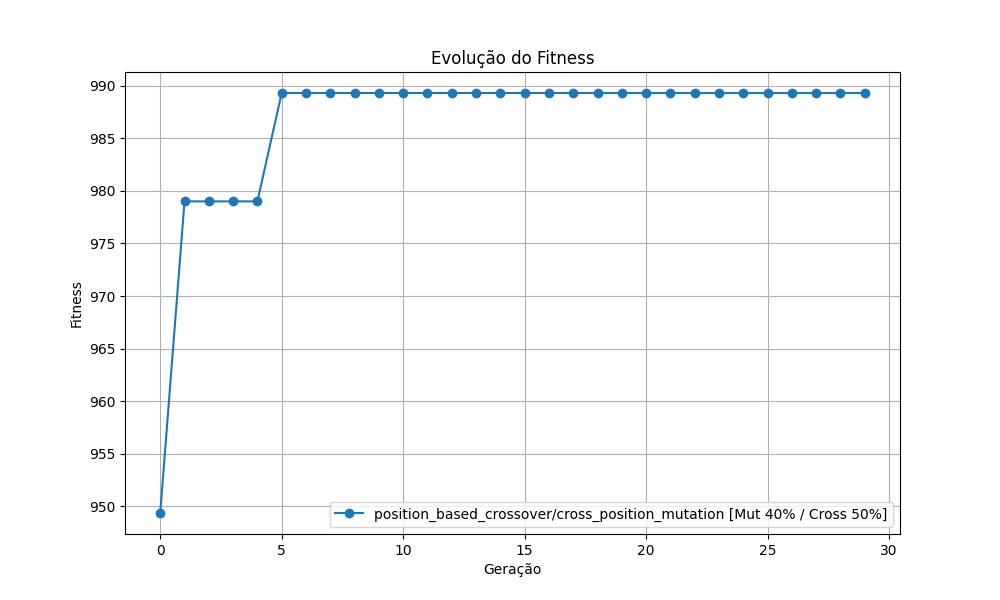 Evolução do Fitness
Fitness
990
985
980
975
970
965
960
955
950
position_based_crossover/cross_position_mutation [Mut 40% / Cross 50%]
0 5 10 15 20 25 30
Geração